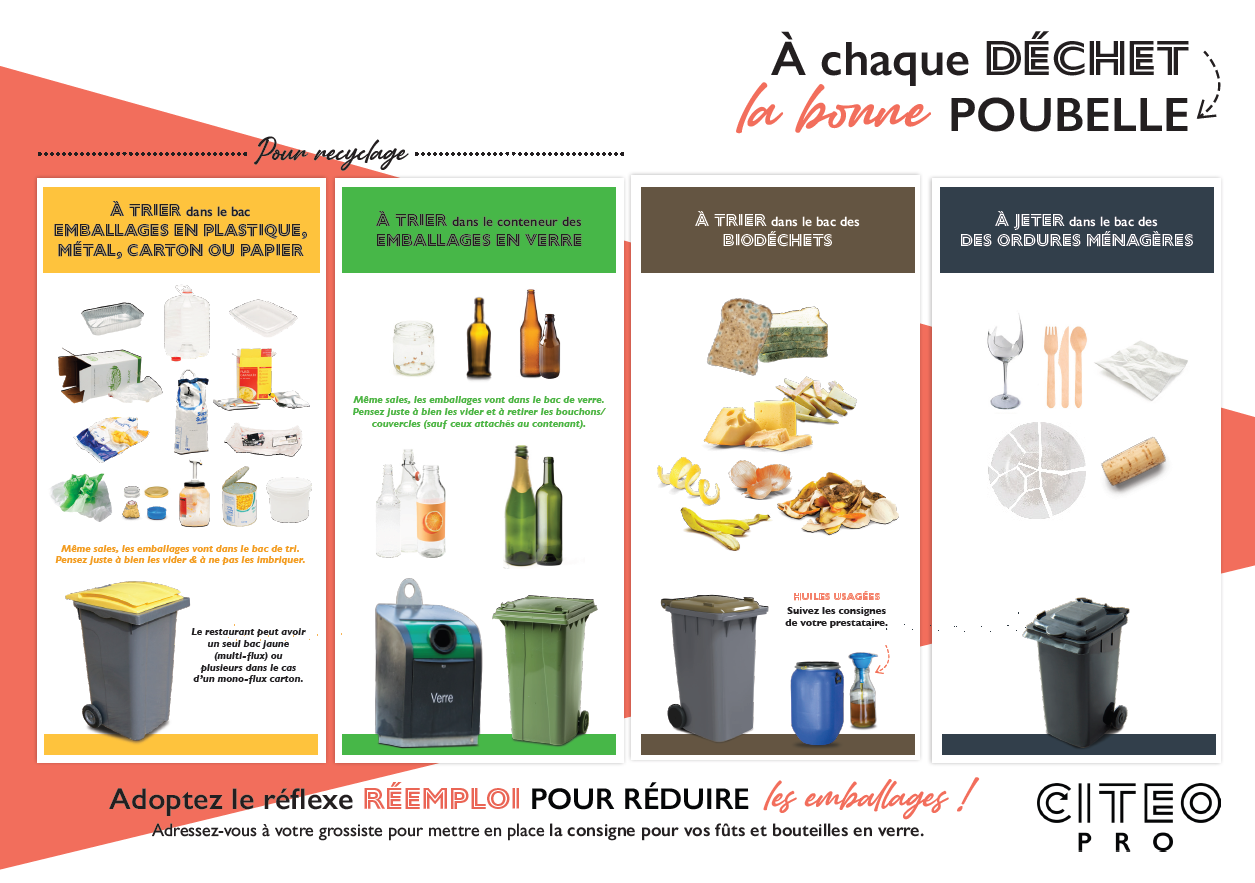 À chaque DÉCHET
la bonne POUBELLE
Pour recyclage
À TRIER dans le bac
EMBALLAGES EN PLASTIQUE,
MÉTAL, CARTON OU PAPIER
Même sales, les emballages vont dans le bac de tri.
Pensez juste à bien les vider & à ne pas les imbriquer.
Le restaurant peut avoir
un seul bac jaune
(multi-flux) ou
plusieurs dans le cas
d'un mono-flux carton.
À TRIER dans le conteneur des
EMBALLAGES EN VERRE
Même sales, les emballages vont dans le bac de verre.
Pensez juste à bien les vider et à retirer les bouchons/
couvercles (sauf ceux attachés au contenant).
Verre
À TRIER dans le bac des
BIODÉCHETS
HUILES USAGÉES
Suivez les consignes
de votre prestataire.
À JETER dans le bac des
DES ORDURES MÉNAGÈRES
Adoptez le réflexe RÉEMPLOI POUR RÉDUIRE les emballages !
Adressez-vous à votre grossiste pour mettre en place la consigne pour vos fûts et bouteilles en verre.
CITEO
PRO